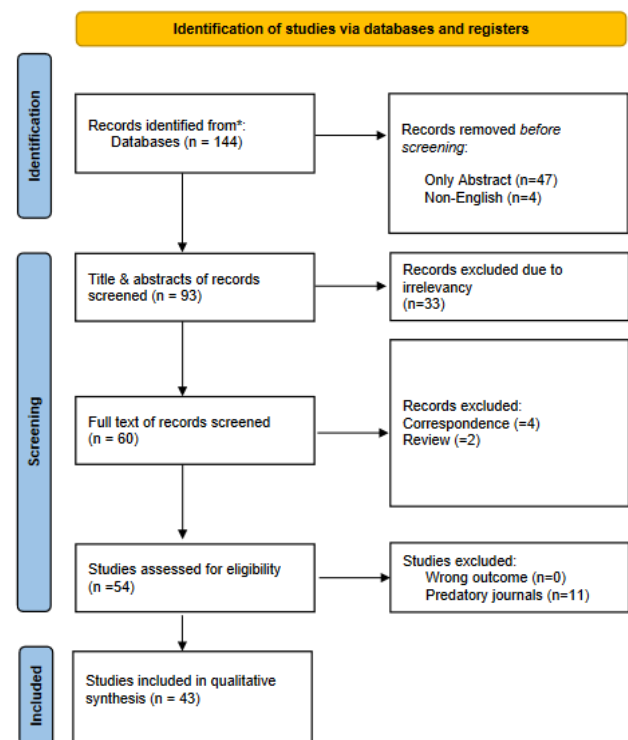 Identification of studies via databases and registers
Identification
Records identified from*:
Databases (n = 144)
Records removed before
screening:
Only Abstract (n=47)
Non-English (n=4)
Screening
Title & abstracts of records
screened (n = 93)
Records excluded due to
irrelevancy
(n=33)
Full text of records screened
(n = 60)
Records excluded:
Correspondence (=4)
Review (=2)
Studies assessed for eligibility
(n =54)
Studies excluded:
Wrong outcome (n=0)
Predatory journals (n=11)
Included
Studies included in qualitative
synthesis (n = 43)